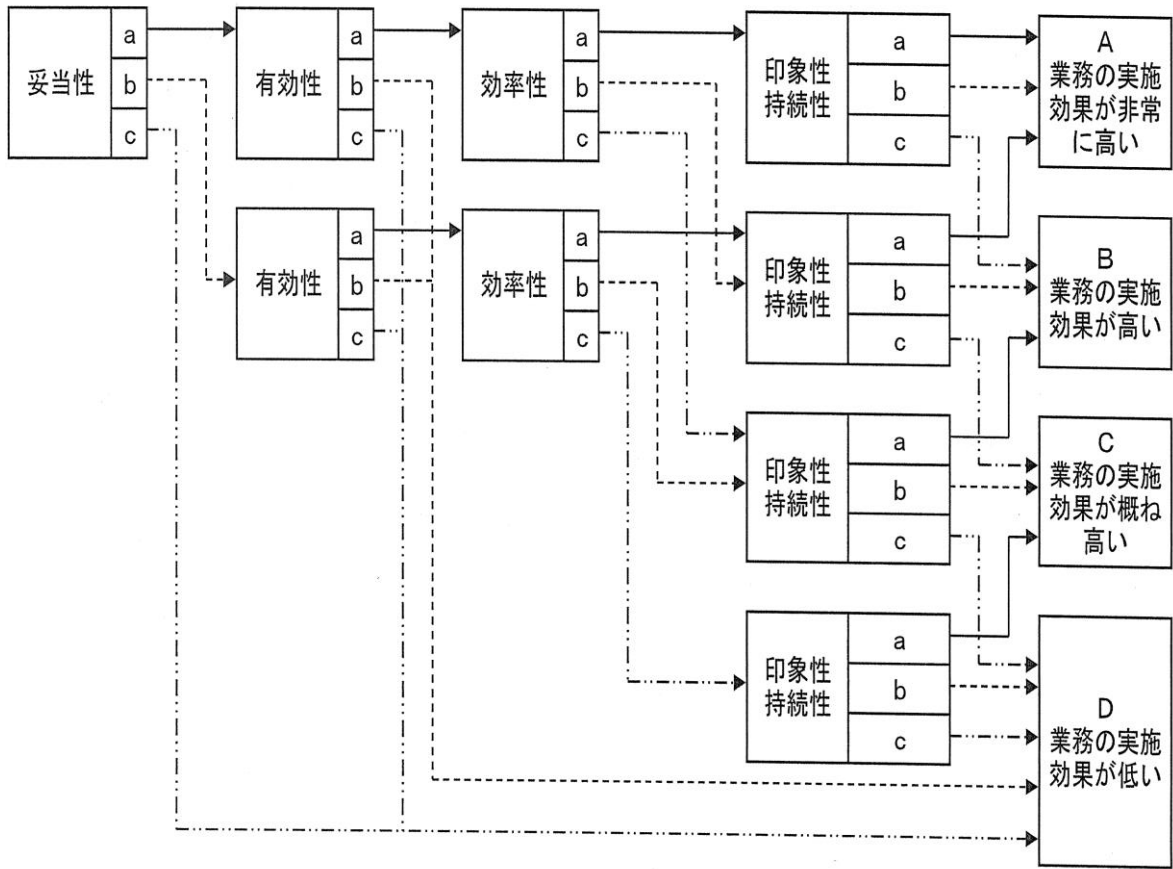 妥当性
a
b
c
有効性
a
b
c
効率性
a
b
c
印象性
持続性
a
b
c
A
業務の実施
効果が非常
に高い
有効性
a
b
c
効率性
a
b
c
印象性
持続性
a
b
c
B
業務の実施
効果が高い
印象性
持続性
a
b
c
C
業務の実施
効果が概ね
高い
印象性
持続性
a
b
c
D
業務の実施
効果が低い